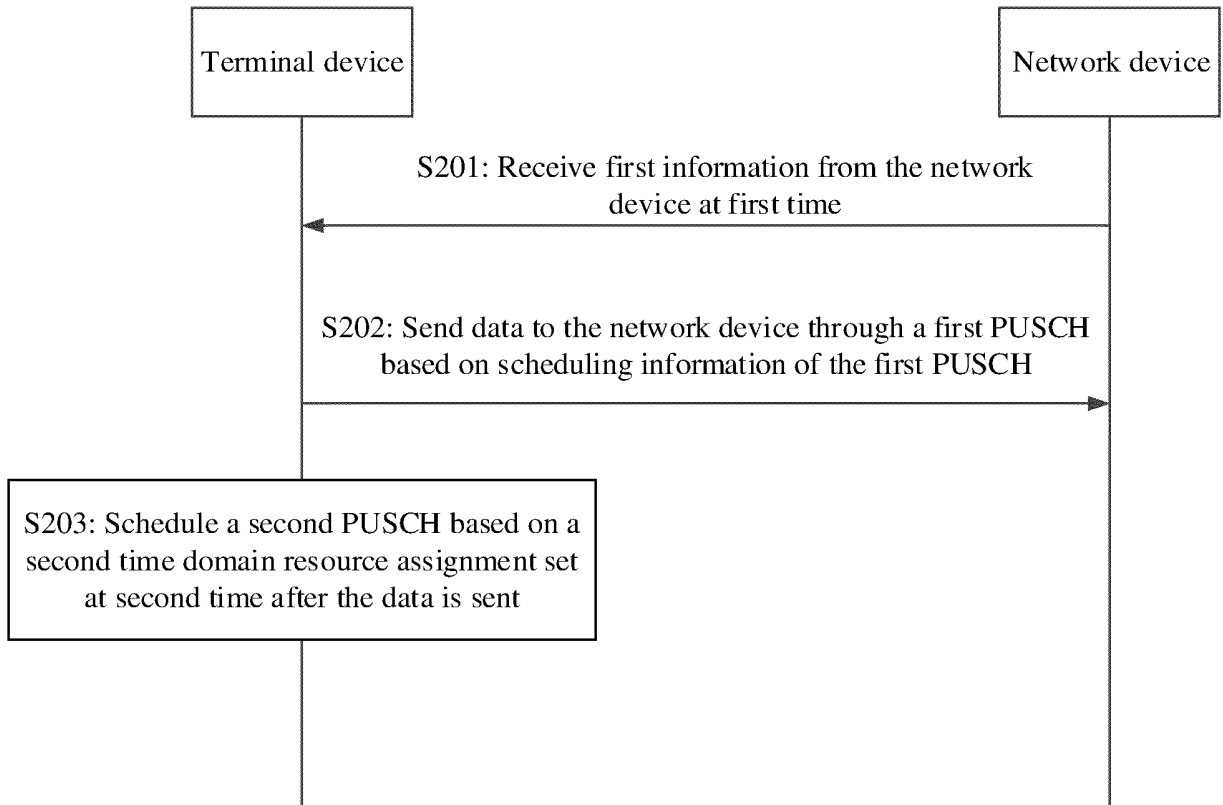 Terminal device
Network device
S201: Receive first information from the network
device at first time
S202: Send data to the network device through a first PUSCH
based on scheduling information of the first PUSCH
S203: Schedule a second PUSCH based on a
second time domain resource assignment set
at second time after the data is sent